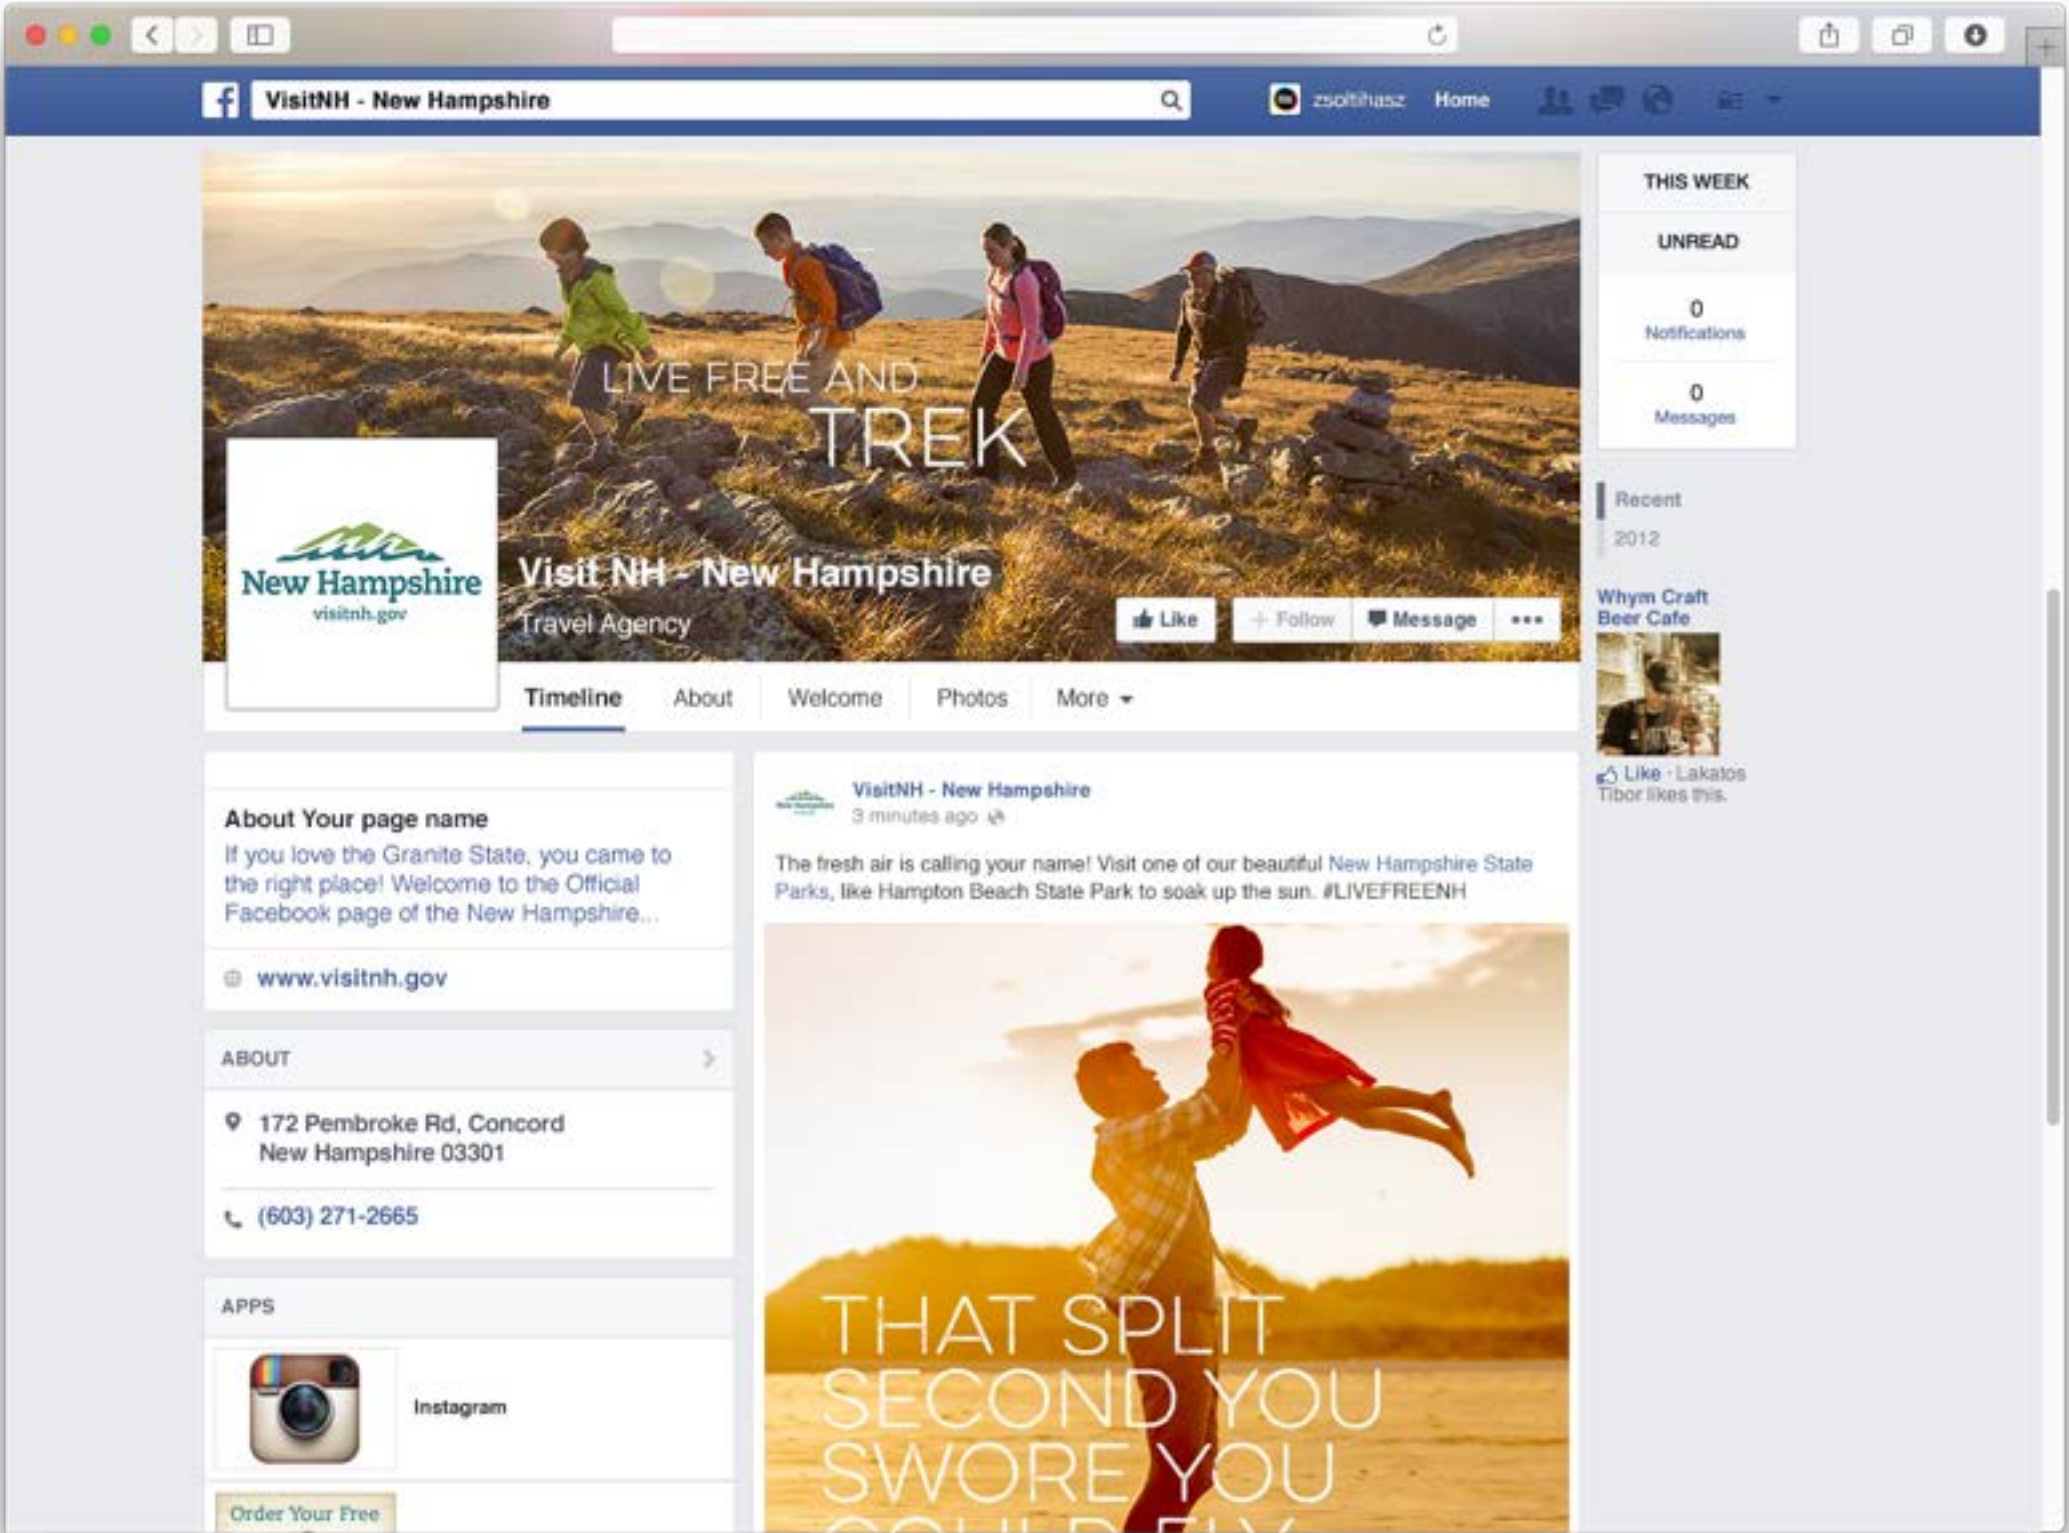 VisitNH - New Hampshire
zsoltihasz
Home
LIVE FREE AND
TREK
New Hampshire
visitnh.gov
Visit NH - New Hampshire
Travel Agency
Like
+ Follow
Message
Timeline
About
Welcome
Photos
More
THIS WEEK
UNREAD
0
Notifications
0
Messages
Recent
2012
Whym Craft
Beer Cafe
Like · Lakatos
Tibor likes this.
About Your page name
If you love the Granite State, you came to
the right place! Welcome to the Official
Facebook page of the New Hampshire...
www.visitnh.gov
ABOUT
172 Pembroke Rd, Concord
New Hampshire 03301
(603) 271-2665
APPS
Instagram
Order Your Free
VisitNH - New Hampshire
3 minutes ago
The fresh air is calling your name! Visit one of our beautiful New Hampshire State
Parks, like Hampton Beach State Park to soak up the sun. #LIVEFREENH
THAT SPLIT
SECOND YOU
SWORE YOU
COULD FLY